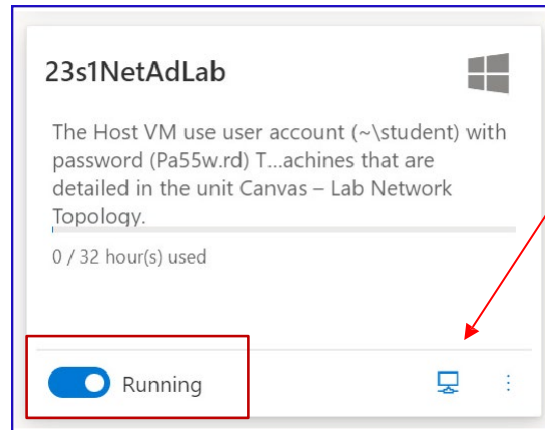 23s1NetAdLab
The Host VM use user account (~\student) with
password (Pa55w.rd) T...achines that are
detailed in the unit Canvas – Lab Network
Topology.
0 / 32 hour(s) used
Running